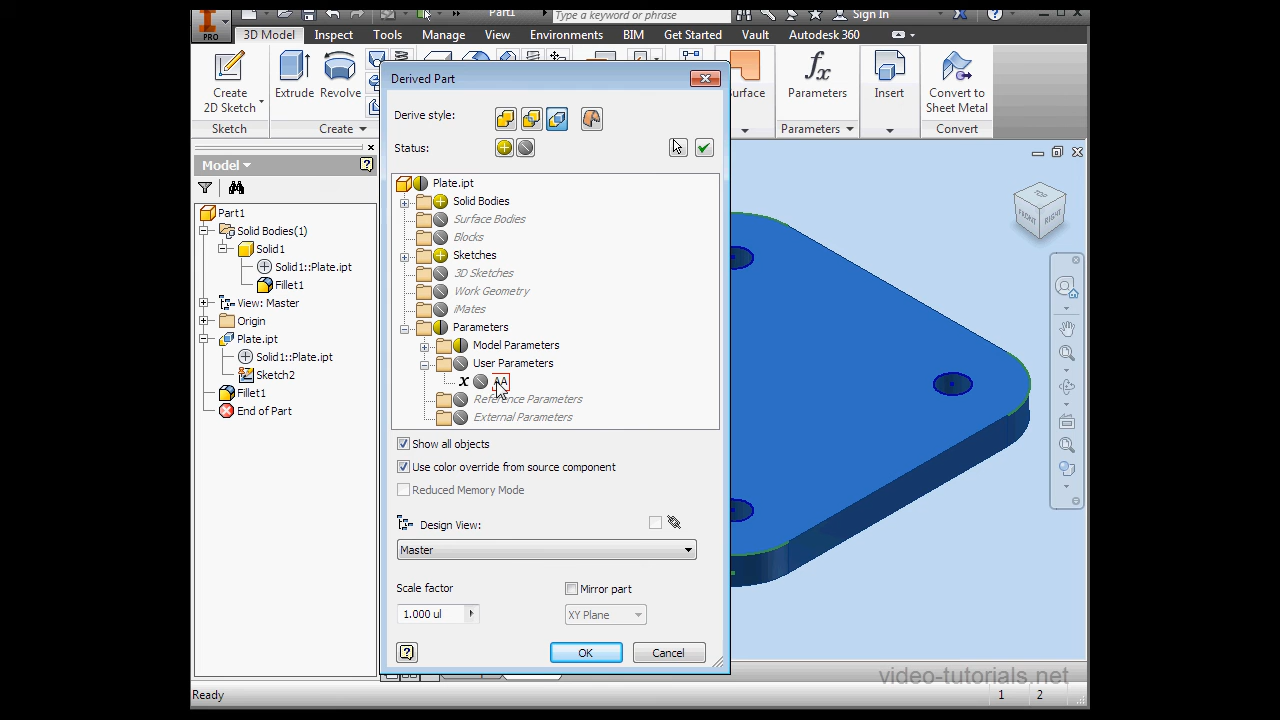 Part1
Type a keyword or phrase
Sign In
PRO
3D Model Inspect Tools Manage View Environments BIM Get Started Vault Autodesk 360
Create
2D Sketch
Extrude Revolve
Surface
Parameters
Insert
Convert to
Sheet Metal
Sketch
Create
Parameters
Convert
Model
Part1
Solid Bodies(1)
Solid1
Solid1::Plate.ipt
Fillet1
View: Master
Origin
Plate.ipt
Solid1::Plate.ipt
Sketch2
Fillet1
End of Part
Derived Part
Derive style:
Status:
Plate.ipt
Solid Bodies
Surface Bodies
Blocks
Sketches
3D Sketches
Work Geometry
iMates
Parameters
Model Parameters
User Parameters
x AA
Reference Parameters
External Parameters
Show all objects
Use color override from source component
Reduced Memory Mode
Design View:
Master
Scale factor
1.000 ul
Mirror part
XY Plane
OK Cancel
TOP
FRONT RIGHT
video-tutorials.net
Ready 1 2